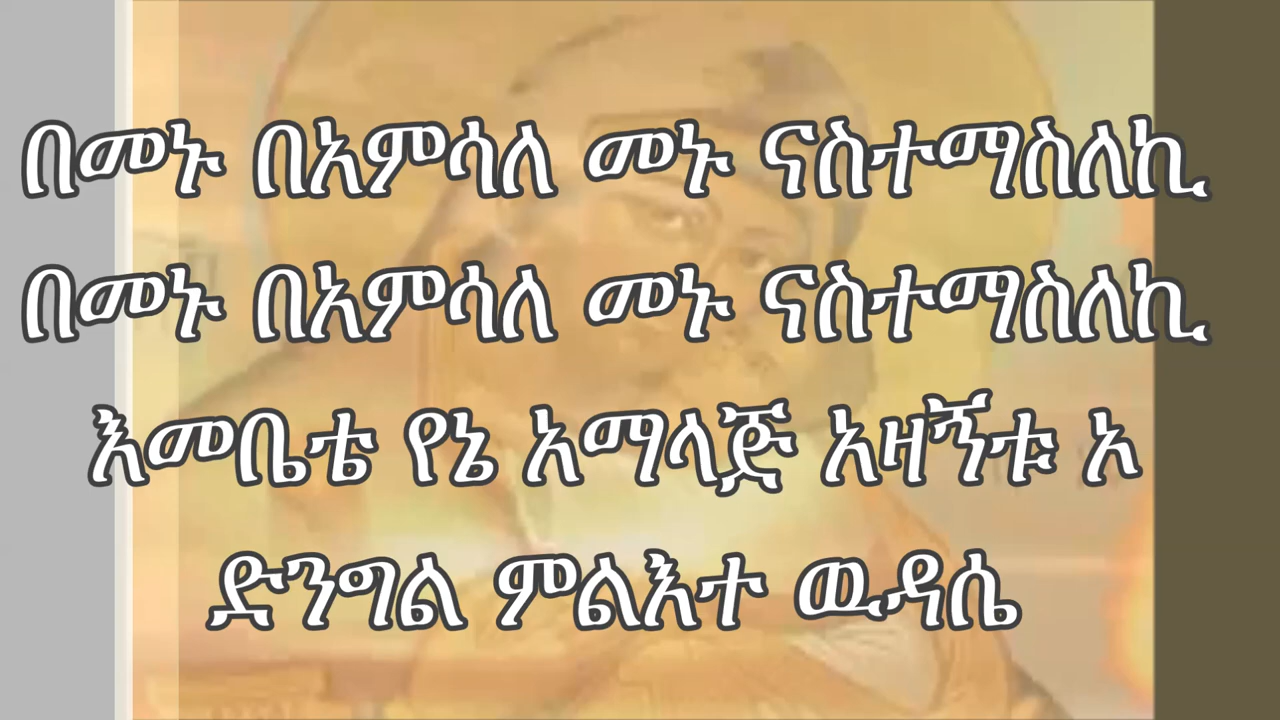 በመኑ በአምሳለ መኑ ናስተማስለኪ
በመኑ በአምሳለ መኑ ናስተማስለኪ
እመቤቴ የኔ አማላጅ አዛኝቱ ኦ
ድንግል ምልእተ ዉዳሴ